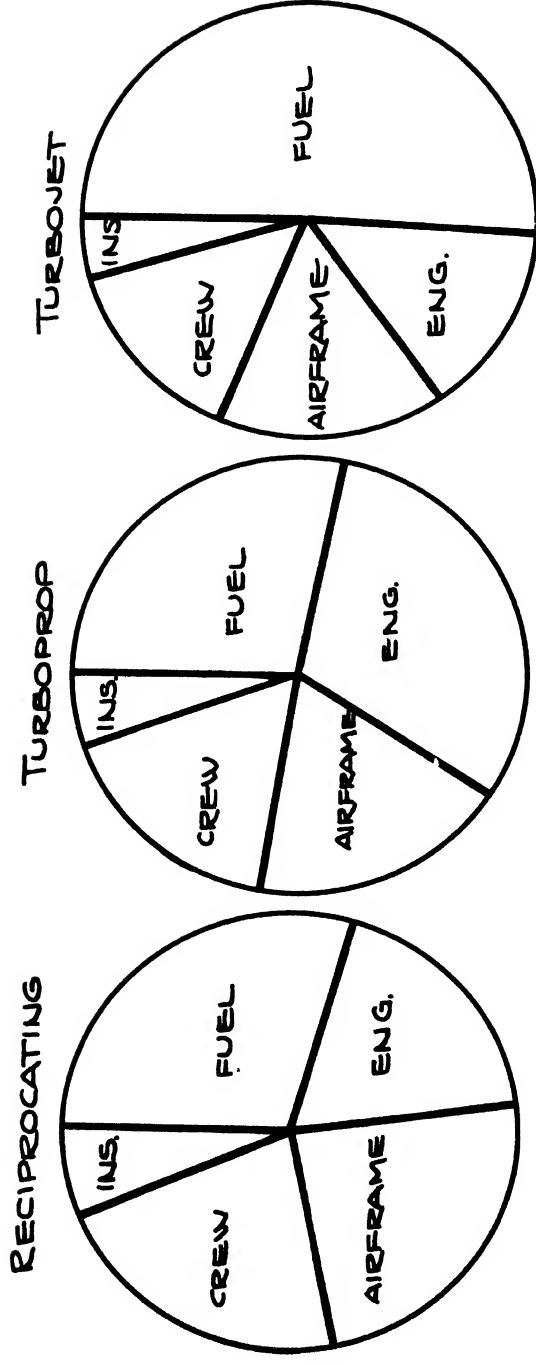 RECIPROCATING
INS.
FUEL
CREW
ENG.
AIRFRAME
TURBOPROP
INS.
FUEL
CREW
ENG.
AIRFRAME
TURBOJET
INS
FUEL
CREW
AIRFRAME
ENG.